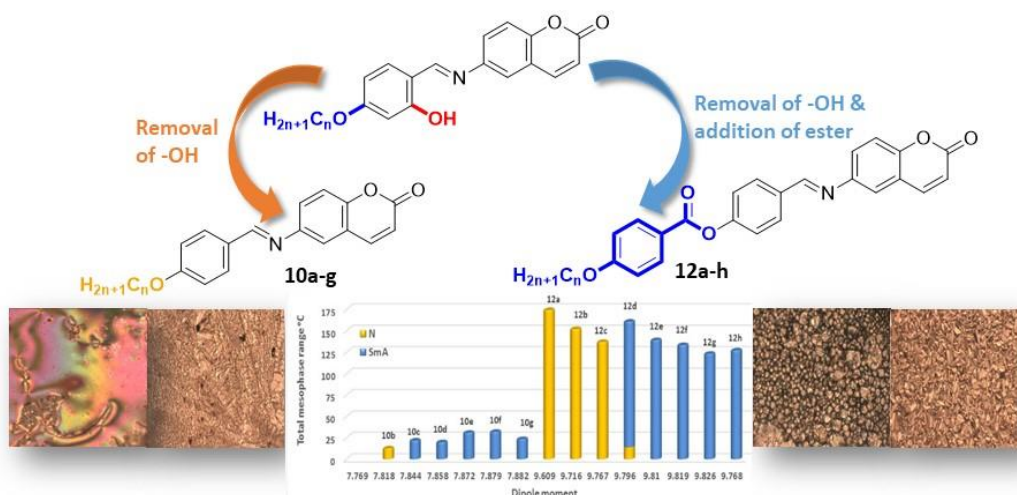 O
O
N
H2n+1CnO
OH
Removal
of -OH
Removal of -OH &
addition of ester
O
O
N
H2n+1CnO
10a-g
O
O
N
O
O
H2n+1CnO
12a-h
Total mesophase range °C
175
150
125
100
75
50
25
0
N
SmA
10b
10c
10d
10e
10f
10g
12a
12b
12c
12d
12e
12f
12g
12h
7.769 7.818 7.844 7.858 7.872 7.879 7.882 9.609 9.716 9.767 9.796 9.81 9.819 9.826 9.768
Dipole moment